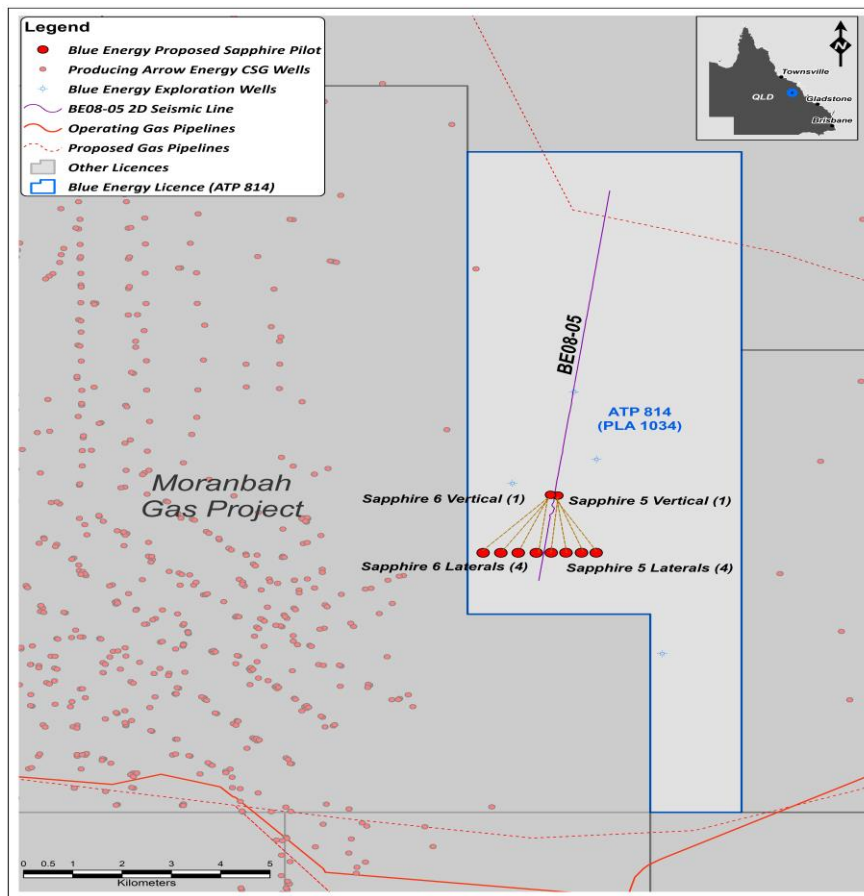 Legend
Blue Energy Proposed Sapphire Pilot
Producing Arrow Energy CSG Wells
Blue Energy Exploration Wells
BE08-05 2D Seismic Line
Operating Gas Pipelines
Proposed Gas Pipelines
Other Licences
Blue Energy Licence (ATP 814)
N
Townsville
QLD
Gladstone
Brisbane
BE08-05
ATP 814
(PLA 1034)
Moranbah
Gas Project
Sapphire 6 Vertical (1)
Sapphire 5 Vertical (1)
Sapphire 6 Laterals (4)
Sapphire 5 Laterals (4)
0 0.5 1 2 3 4 5
Kilometers